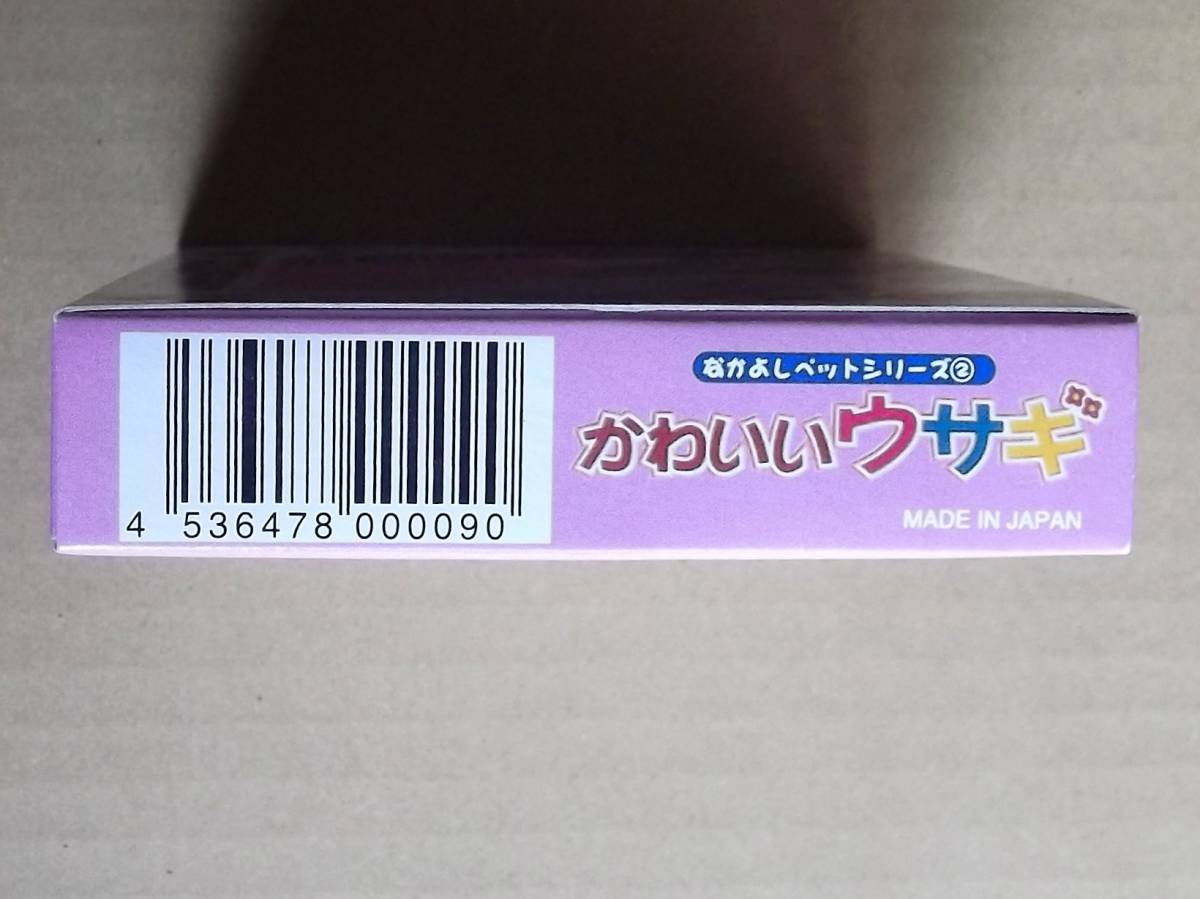 4 536478 000090
なかよしペットシリーズ②
かわいいウサギ
MADE IN JAPAN